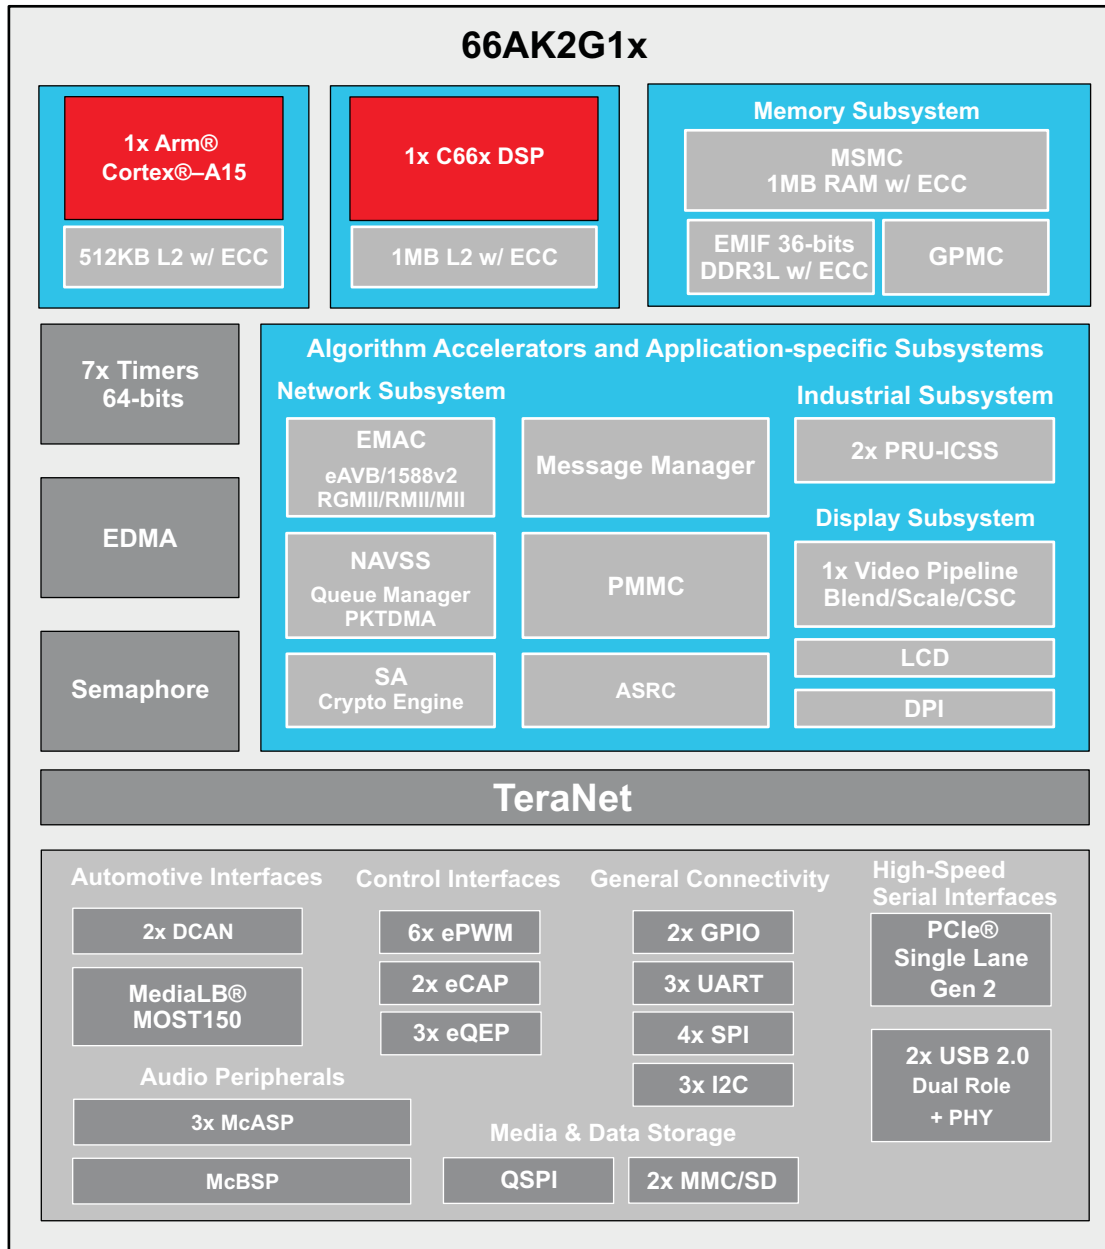 66AK2G1x
1x Arm®
Cortex®–A15
512KB L2 w/ ECC
1x C66x DSP
1MB L2 w/ ECC
Memory Subsystem
MSMC
1MB RAM w/ ECC
EMIF 36-bits
DDR3L w/ ECC
GPMC
7x Timers
64-bits
EDMA
Semaphore
Algorithm Accelerators and Application-specific Subsystems
Network Subsystem
EMAC
eAVB/1588v2
RGMII/RMII/MII
NAVSS
Queue Manager
PKTDMA
SA
Crypto Engine
Message Manager
PMMC
ASRC
Industrial Subsystem
2x PRU-ICSS
Display Subsystem
1x Video Pipeline
Blend/Scale/CSC
LCD
DPI
TeraNet
Automotive Interfaces
2x DCAN
MediaLB®
MOST150
Control Interfaces
6x ePWM
2x eCAP
3x eQEP
General Connectivity
2x GPIO
3x UART
4x SPI
3x I2C
High-Speed
Serial Interfaces
PCIe®
Single Lane
Gen 2
2x USB 2.0
Dual Role
+ PHY
Audio Peripherals
3x McASP
McBSP
Media & Data Storage
QSPI
2x MMC/SD